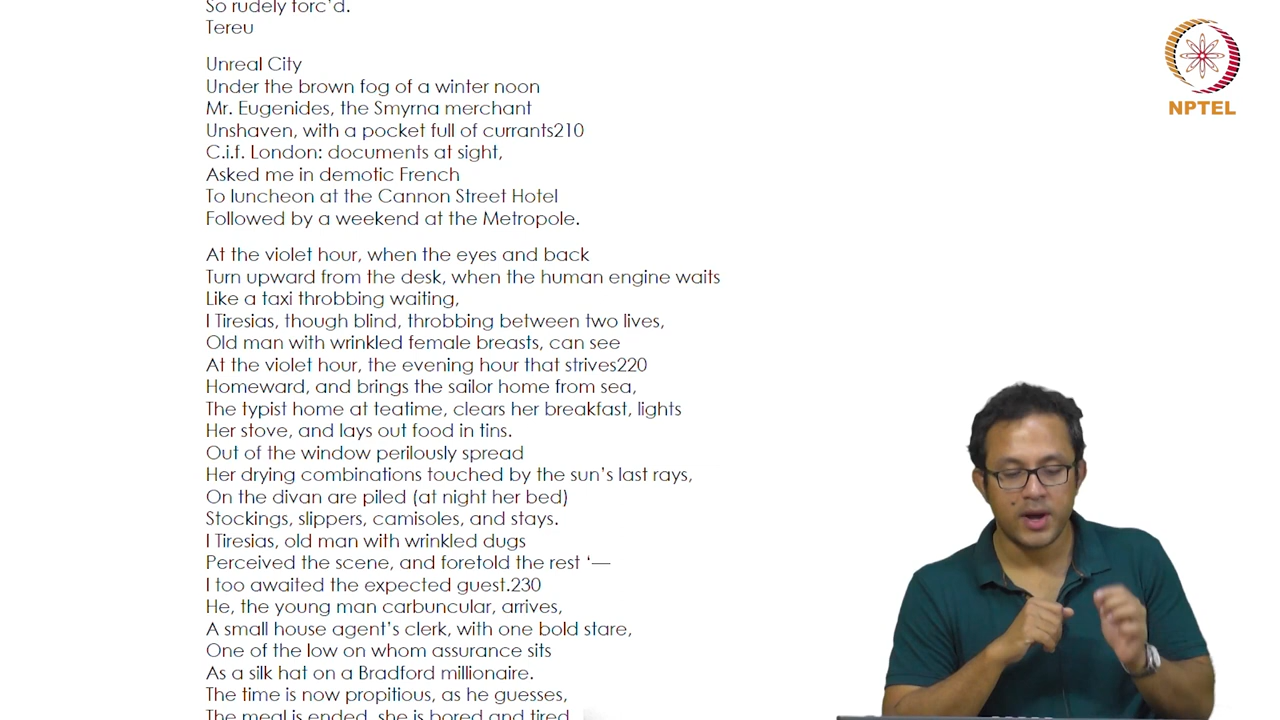 So rudely forc'd.
Tereu
Unreal City
Under the brown fog of a winter noon
Mr. Eugenides, the Smyrna merchant
Unshaven, with a pocket full of currants210
C.i.f. London: documents at sight,
Asked me in demotic French
To luncheon at the Cannon Street Hotel
Followed by a weekend at the Metropole.
At the violet hour, when the eyes and back
Turn upward from the desk, when the human engine waits
Like a taxi throbbing waiting,
I Tiresias, though blind, throbbing between two lives,
Old man with wrinkled female breasts, can see
At the violet hour, the evening hour that strives220
Homeward, and brings the sailor home from sea,
The typist home at teatime, clears her breakfast, lights
Her stove, and lays out food in tins.
Out of the window perilously spread
Her drying combinations touched by the sun's last rays,
On the divan are piled (at night her bed)
Stockings, slippers, camisoles, and stays.
I Tiresias, old man with wrinkled dugs
Perceived the scene, and foretold the rest ‘—
I too awaited the expected guest.230
He, the young man carbuncular, arrives,
A small house agent's clerk, with one bold stare,
One of the low on whom assurance sits
As a silk hat on a Bradford millionaire.
The time is now propitious, as he guesses,
The meal is ended, she is bored and tired
NPTEL